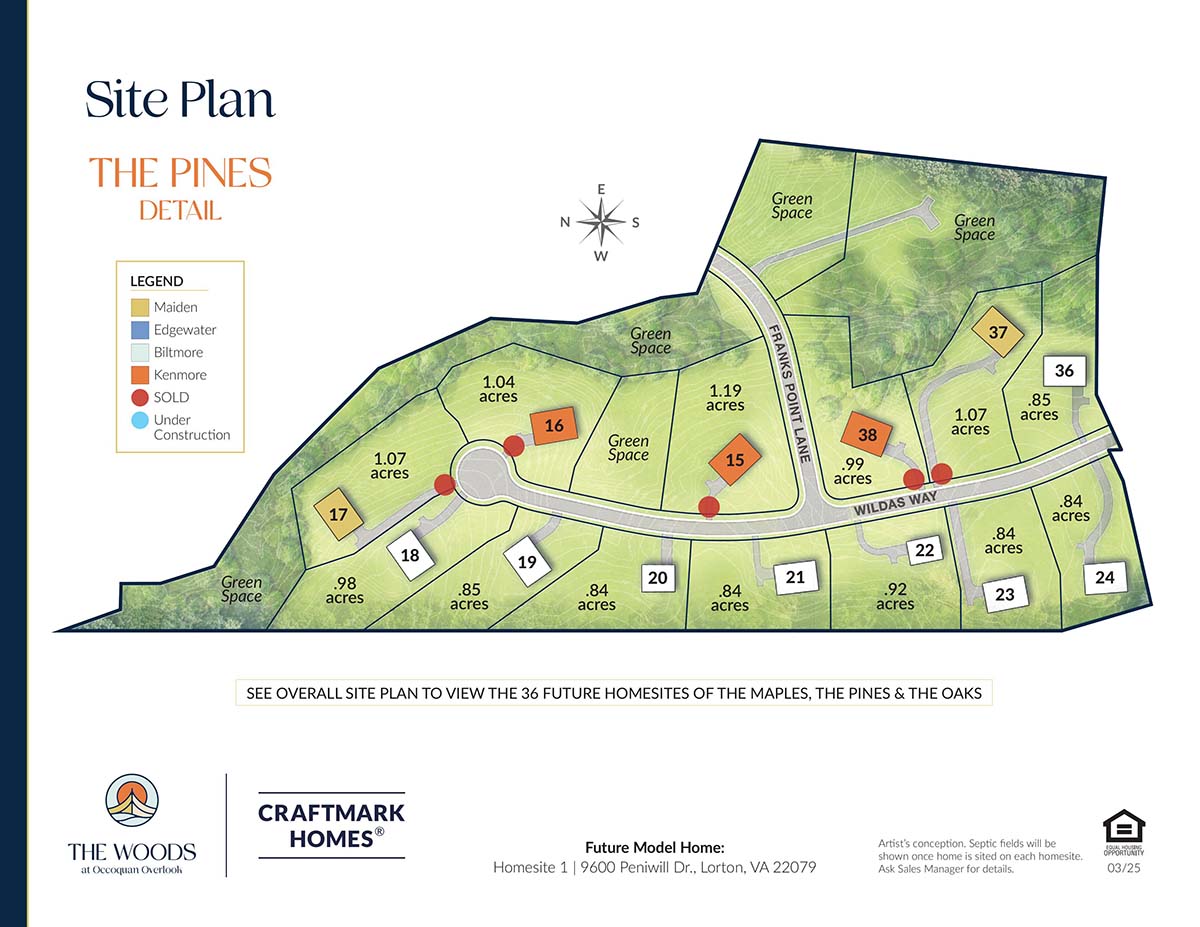 Site Plan
THE PINES
DETAIL
LEGEND
Maiden
Edgewater
Biltmore
Kenmore
SOLD
Under
Construction
E
N
S
W
Green
Space
Green
Space
Green
Space
FRANKS POINT LANE
37
36
.85
acres
1.04
acres
1.19
acres
1.07
acres
16
Green
Space
15
38
.99
acres
1.07
acres
WILDAS WAY
17
18
19
20
21
22
23
24
.84
acres
.84
acres
Green
Space
.98
acres
.85
acres
.84
acres
.84
acres
.92
acres
SEE OVERALL SITE PLAN TO VIEW THE 36 FUTURE HOMESITES OF THE MAPLES, THE PINES & THE OAKS
THE WOODS
at Occoquan Overlook
CRAFTMARK
HOMES®
Future Model Home:
Homesite 1 | 9600 Peniwill Dr., Lorton, VA 22079
Artist's conception. Septic fields will be
shown once home is sited on each homesite.
Ask Sales Manager for details.
EQUAL HOUSING
OPPORTUNITY
03/25